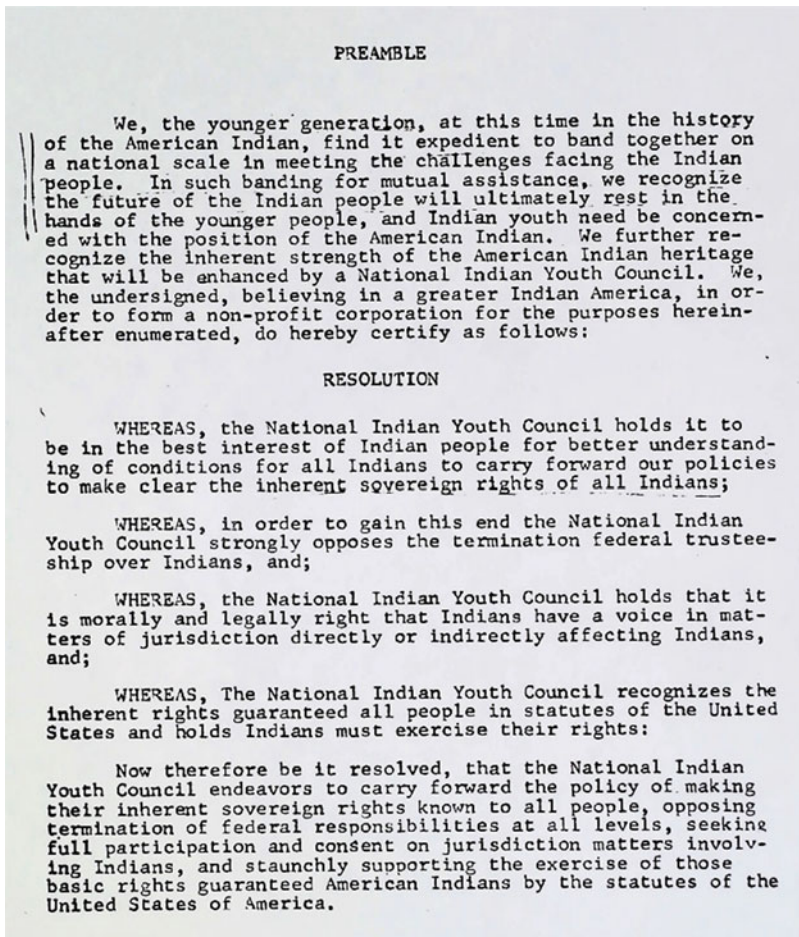 PREAMBLE
We, the younger generation, at this time in the history
of the American Indian, find it expedient to band together on
a national scale in meeting the challenges facing the Indian
people. In such banding for mutual assistance, we recognize
the future of the Indian people will ultimately rest in the
hands of the younger people, and Indian youth need be concern-
ed with the position of the American Indian. We further re-
cognize the inherent strength of the American Indian heritage
that will be enhanced by a National Indian Youth Council. We,
the undersigned, believing in a greater Indian America, in or-
der to form a non-profit corporation for the purposes herein-
after enumerated, do hereby certify as follows:
RESOLUTION
WHEREAS, the National Indian Youth Council holds it to
be in the best interest of Indian people for better understand-
ing of conditions for all Indians to carry forward our policies
to make clear the inherent sovereign rights of all Indians;
WHEREAS, in order to gain this end the National Indian
Youth Council strongly opposes the termination federal trustee-
ship over Indians, and;
WHEREAS, the National Indian Youth Council holds that it
is morally and legally right that Indians have a voice in mat-
ters of jurisdiction directly or indirectly affecting Indians,
and;
WHEREAS, The National Indian Youth Council recognizes the
inherent rights guaranteed all people in statutes of the United
States and holds Indians must exercise their rights:
Now therefore be it resolved, that the National Indian
Youth Council endeavors to carry forward the policy of making
their inherent sovereign rights known to all people, opposing
termination of federal responsibilities at all levels, seeking
full participation and consent on jurisdiction matters involv-
ing Indians, and staunchly supporting the exercise of those
basic rights guaranteed American Indians by the statutes of the
United States of America.